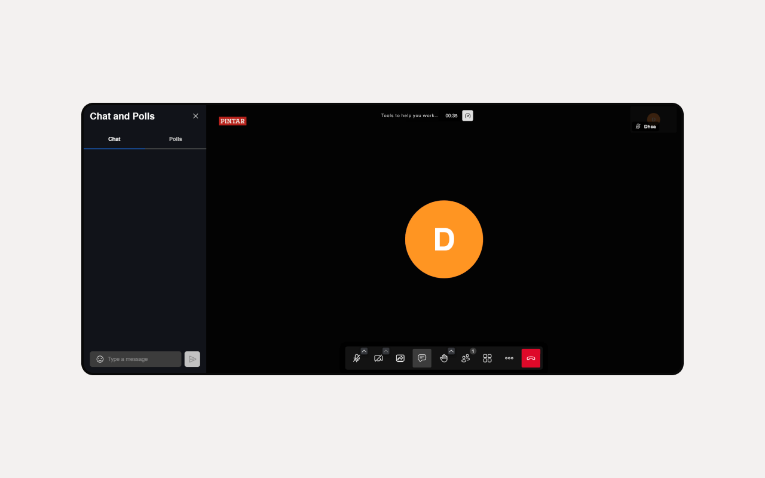 Chat and Polls
Chat Polls
Type a message
PINTAR
Tools to help you work... 00:38
Dhea
D